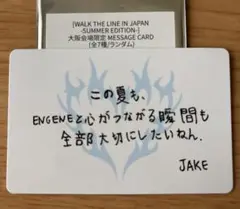 [WALK THE LINE IN JAPAN
-SUMMER EDITION-]
大阪会場限定 MESSAGE CARD
(全7種/ランダム)
この夏も、
ENGENEと心がつながる瞬間も
全部大切にしたいねん.
JAKE